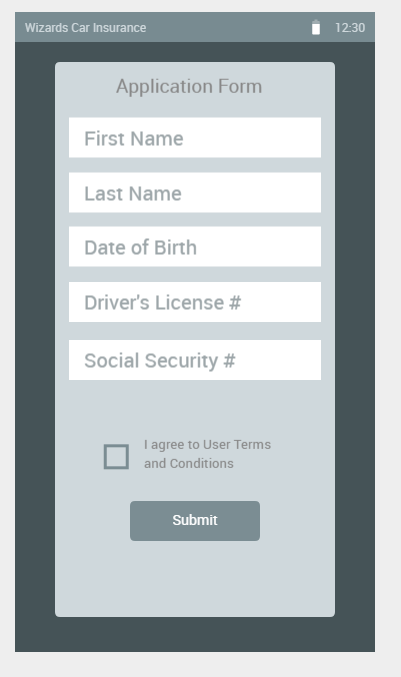 Wizards Car Insurance 12:30
Application Form
First Name
Last Name
Date of Birth
Driver's License #
Social Security #
I agree to User Terms
and Conditions
Submit